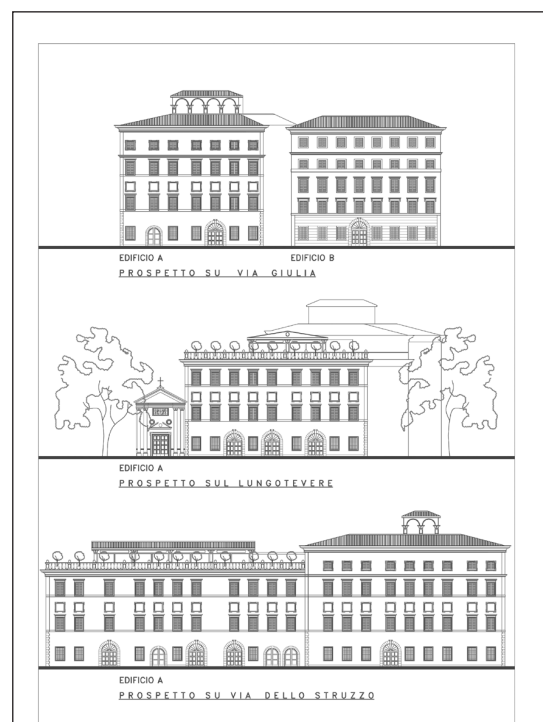 EDIFICIO A EDIFICIO B
PROSPETTO SU VIA GIULIA
EDIFICIO A
PROSPETTO SUL LUNGOTEVERE
EDIFICIO A
PROSPETTO SU VIA DELLO STRUZZO